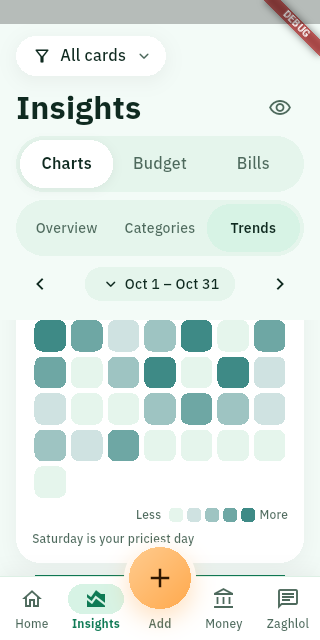 DEBUG
All cards
Insights
Charts Budget Bills
Overview Categories Trends
Oct 1 – Oct 31
Less More
Saturday is your priciest day
Home Insights Add Money Zaghlol